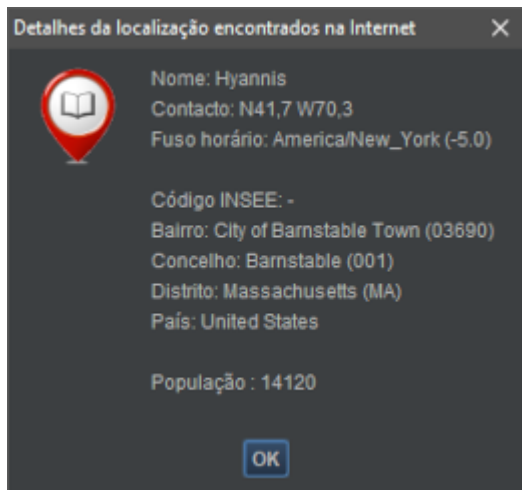 Detalhes da localização encontrados na Internet
Nome: Hyannis
Contacto: N41,7 W70,3
Fuso horário: America/New_York (-5.0)
Código INSEE: -
Bairro: City of Barnstable Town (03690)
Concelho: Barnstable (001)
Distrito: Massachusetts (MA)
País: United States
População : 14120
OK